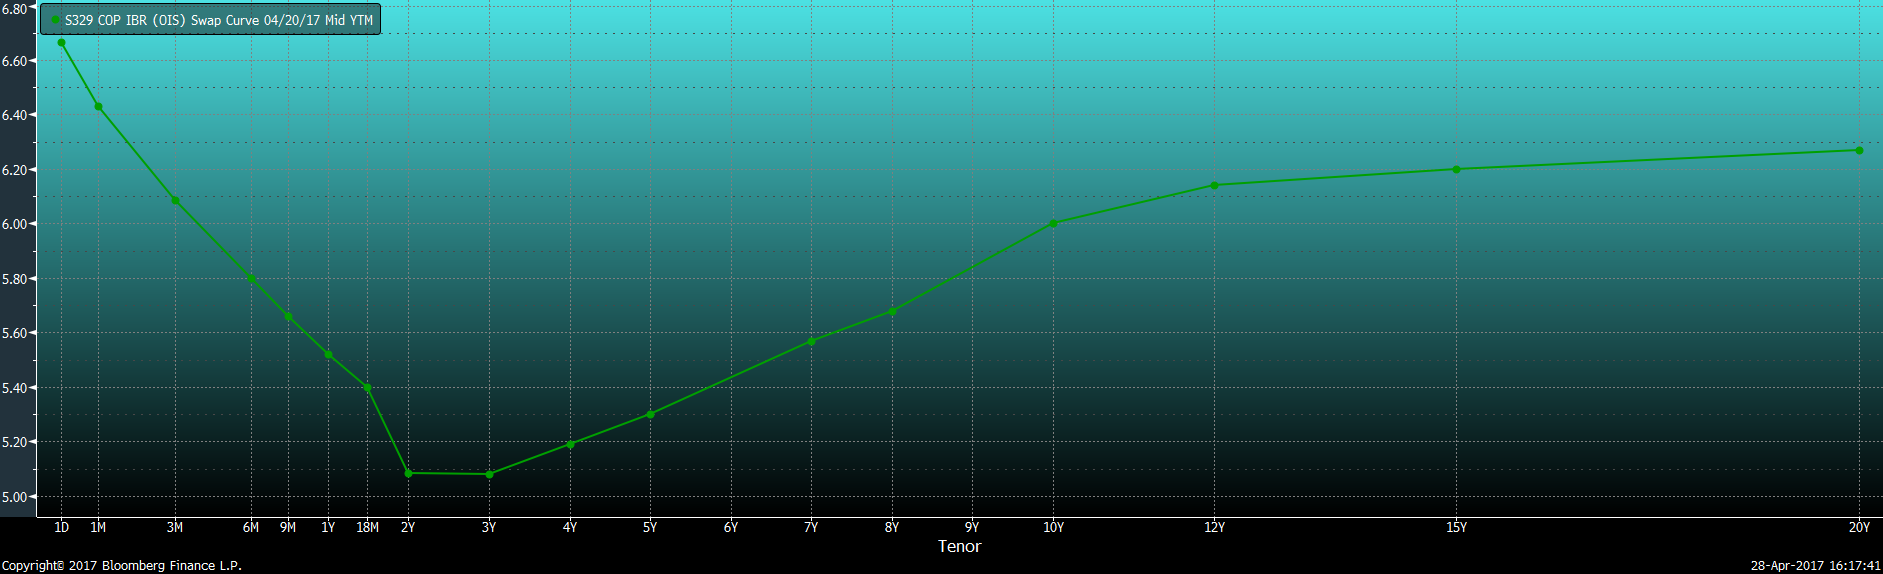 S329 COP IBR (OIS) Swap Curve 04/20/17 Mid YTM
6.80
6.60
6.40
6.20
6.00
5.80
5.60
5.40
5.20
5.00
1D 1M 3M 6M 9M 1Y 18M 2Y 3Y 4Y 5Y 6Y 7Y 8Y 9Y 10Y 12Y 15Y 20Y
Tenor
Copyright© 2017 Bloomberg Finance L.P. 28-Apr-2017 16:17:41